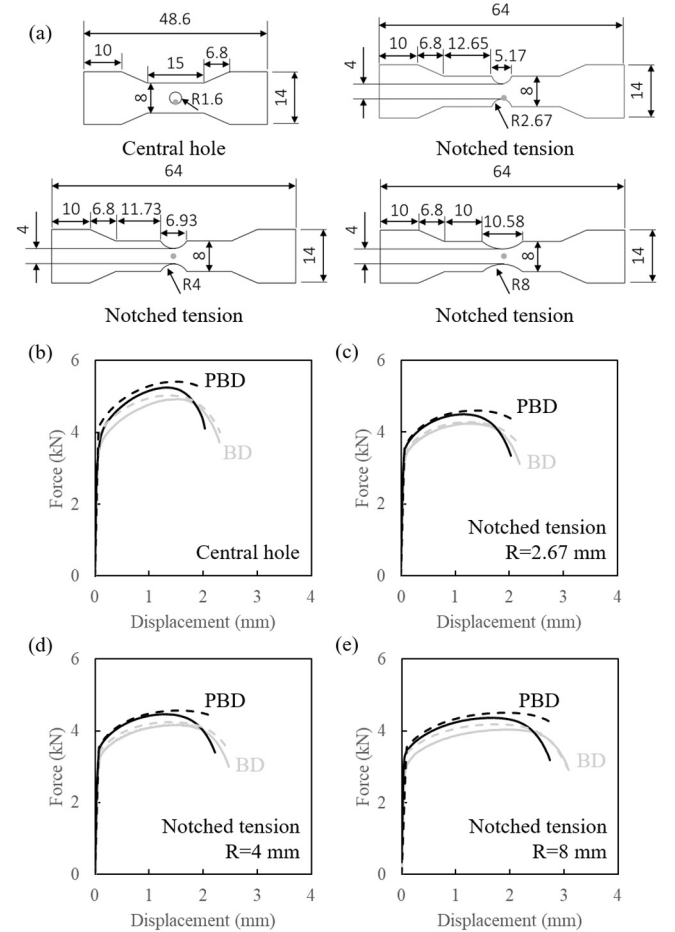 (a)
48.6
10
15
6.8
8
R1.6
14
Central hole
64
10
6.8
12.65
5.17
4
8
R2.67
14
Notched tension
64
10
6.8
11.73
6.93
4
8
R4
14
Notched tension
64
10
6.8
10
10.58
8
R8
14
Notched tension
(b)
6
4
2
0
Force (kN)
PBD
BD
Central hole
0 1 2 3 4
Displacement (mm)
(c)
6
4
2
0
Force (kN)
PBD
BD
Notched tension
R=2.67 mm
0 1 2 3 4
Displacement (mm)
(d)
6
4
2
0
Force (kN)
PBD
BD
Notched tension
R=4 mm
0 1 2 3 4
Displacement (mm)
(e)
6
4
2
0
Force (kN)
PBD
BD
Notched tension
R=8 mm
0 1 2 3 4
Displacement (mm)